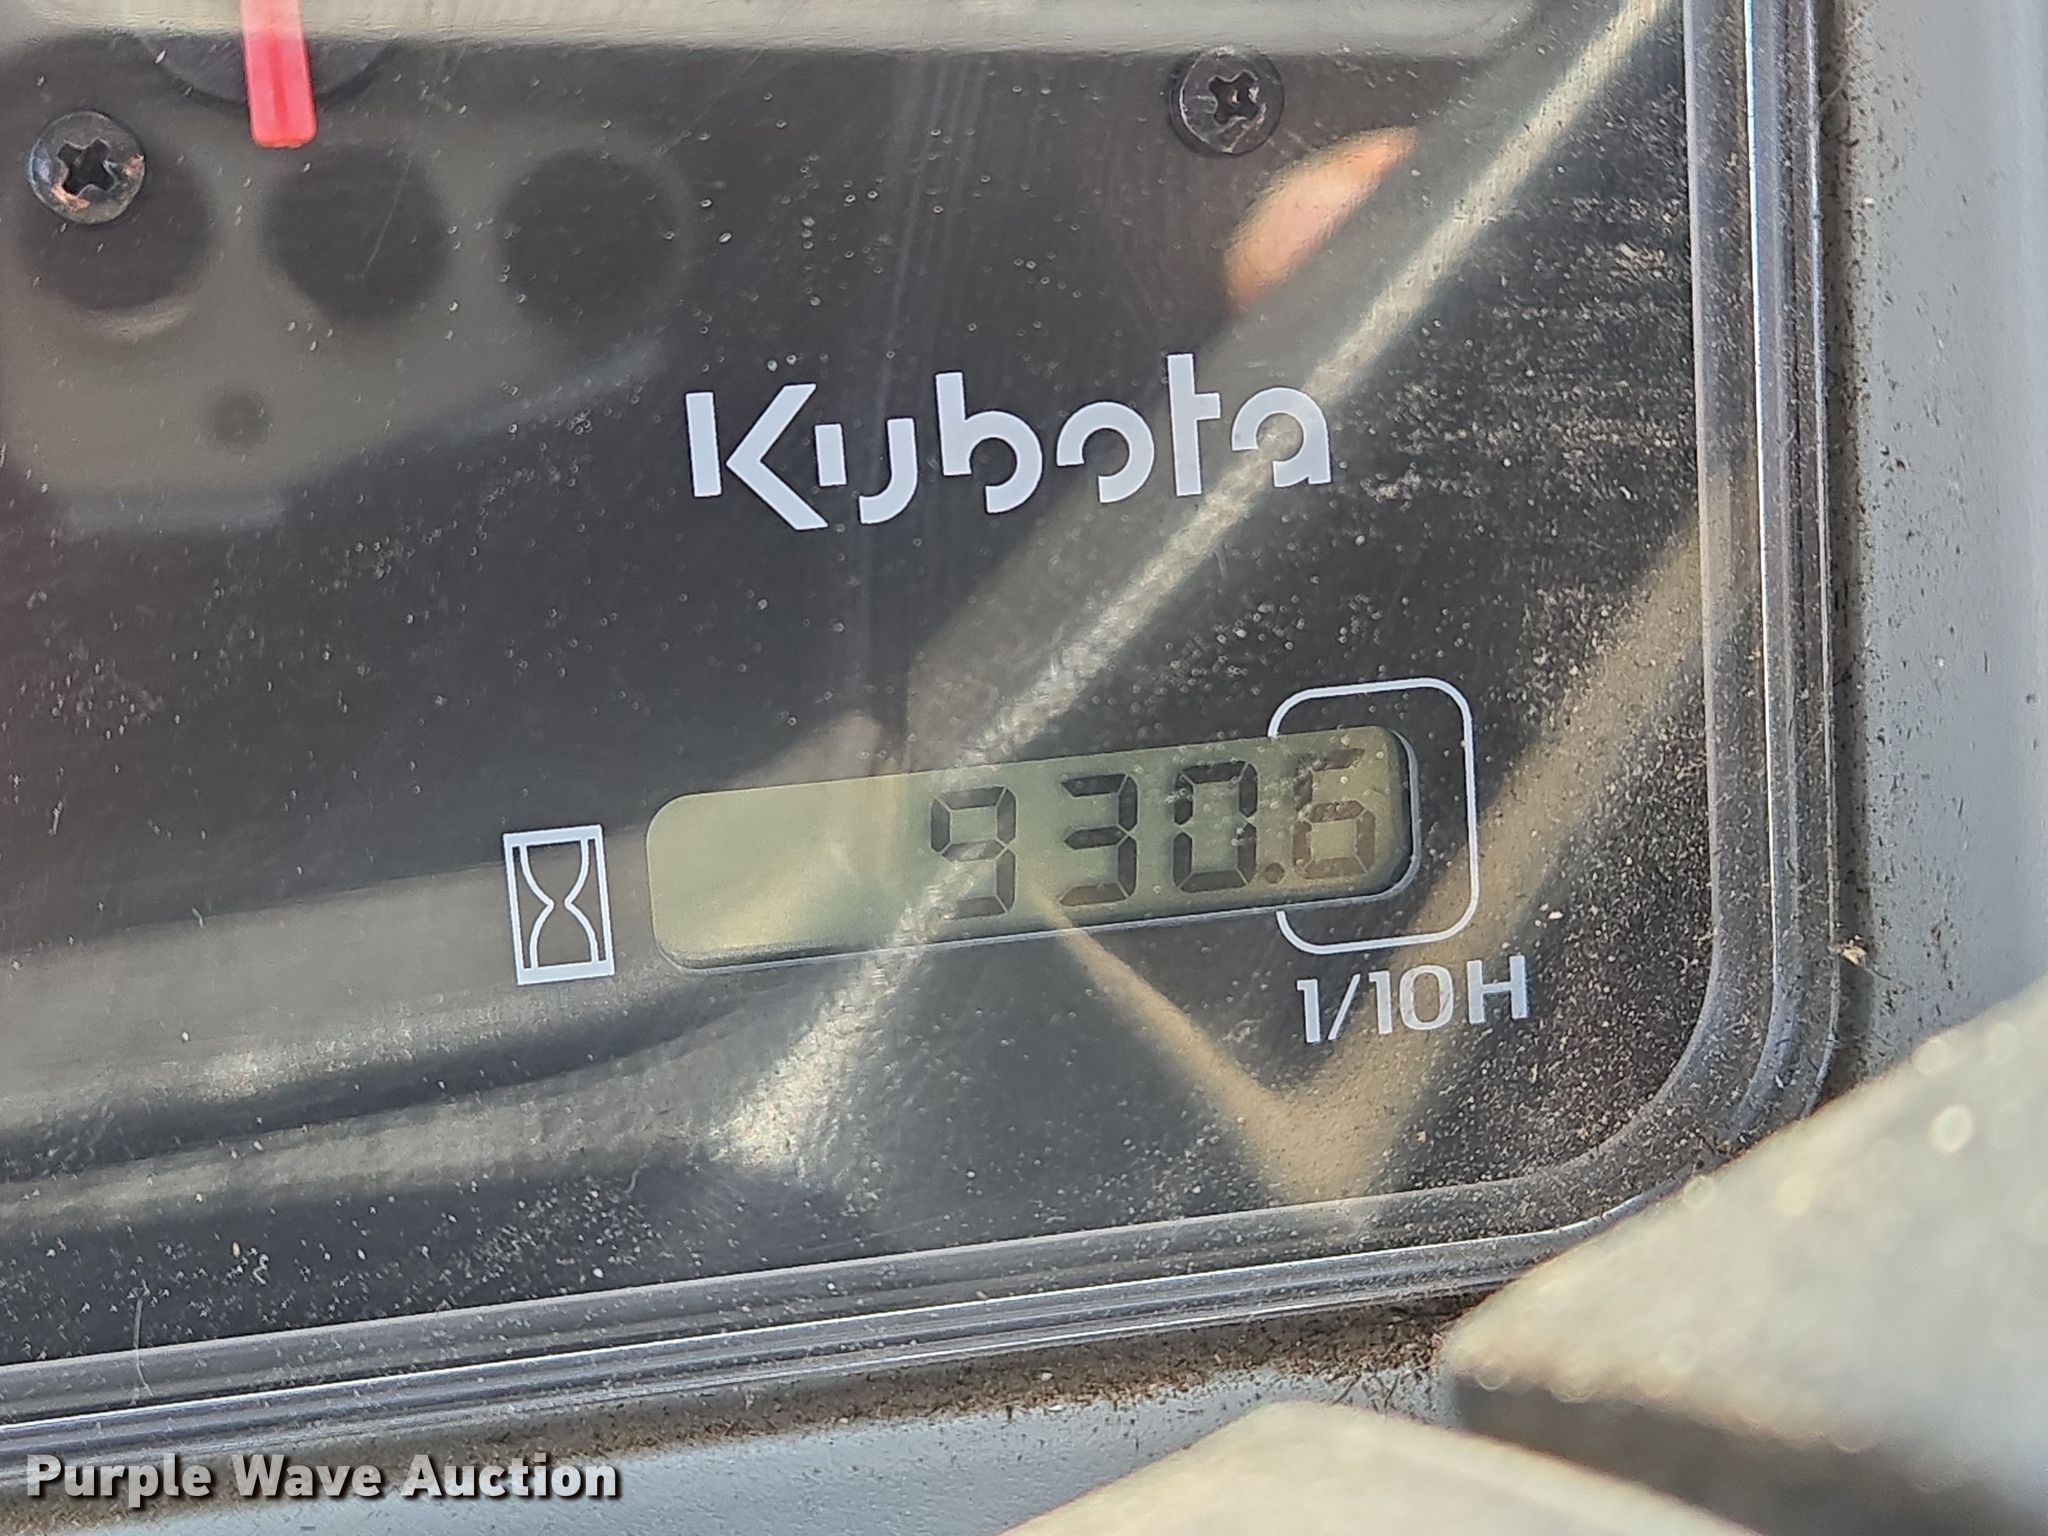 Kubota
930.6
1/10H
Purple Wave Auction